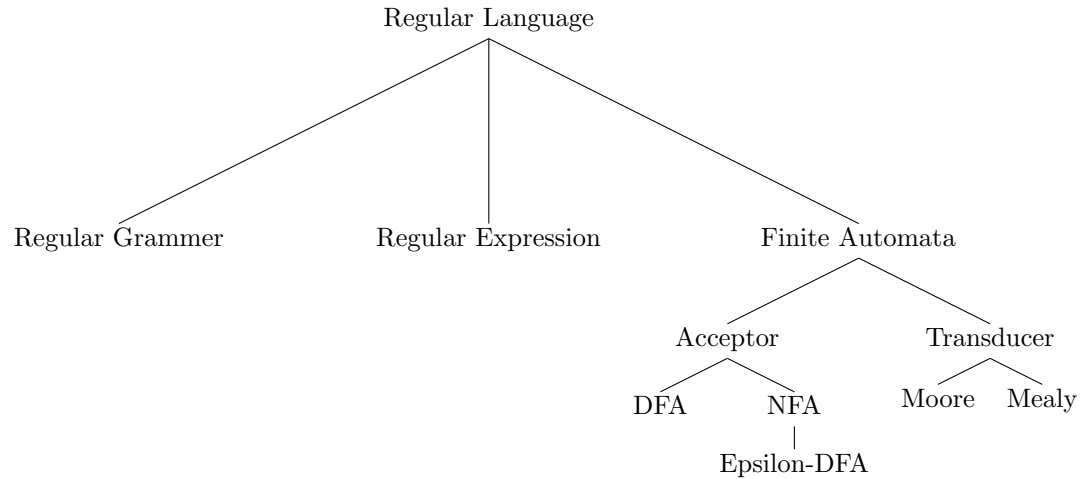 Regular Language
Regular Grammer
Regular Expression
Finite Automata
Acceptor
Transducer
DFA
NFA
Moore
Mealy
Epsilon-DFA